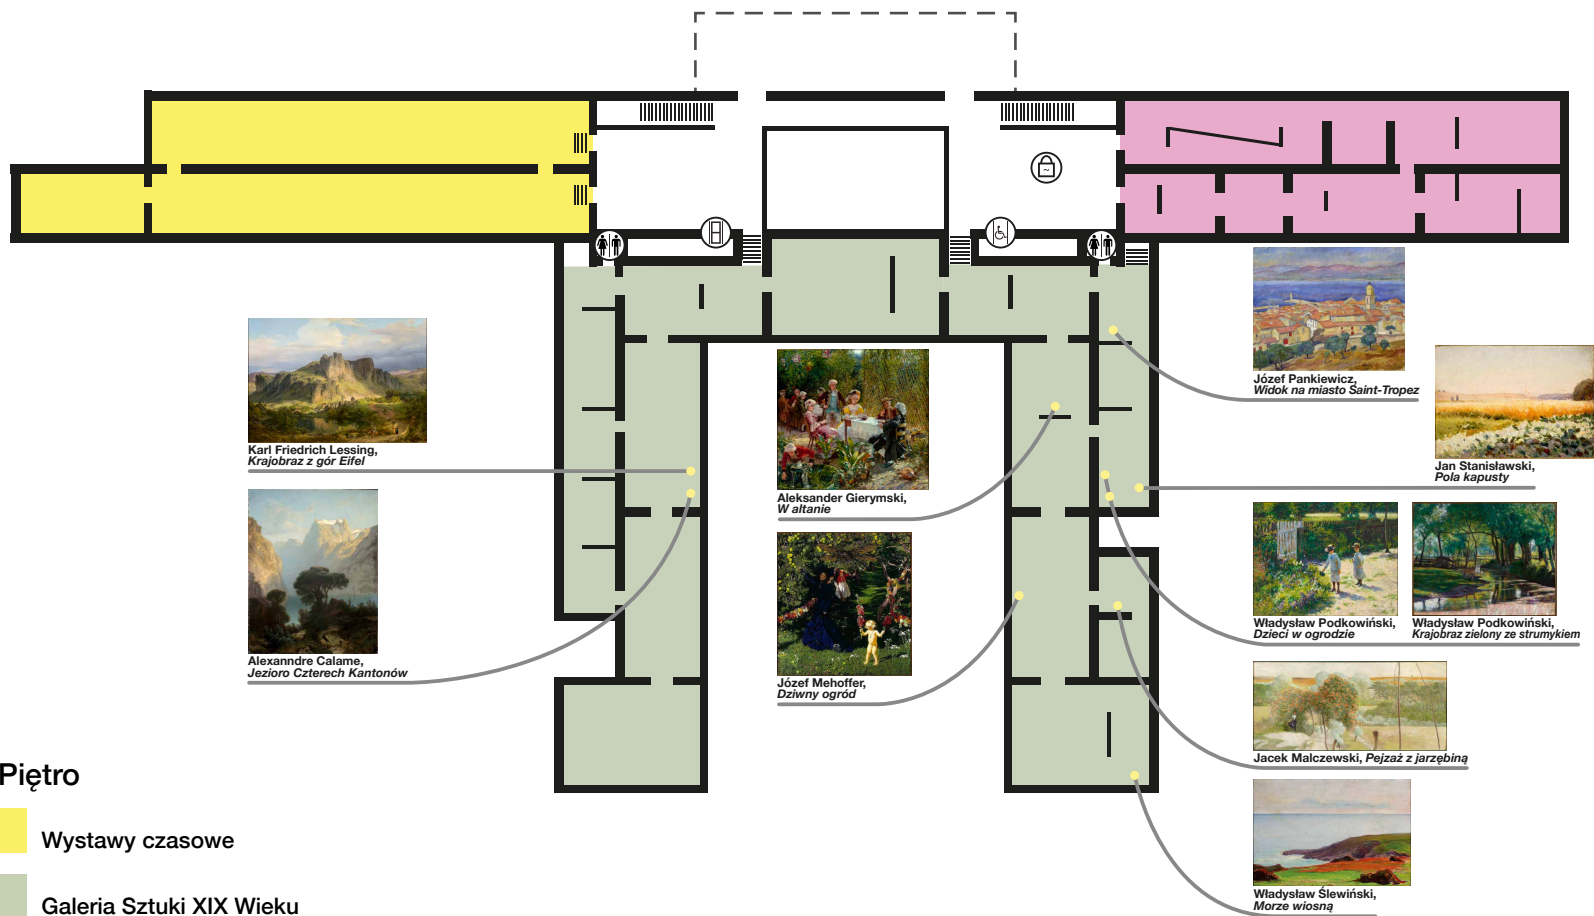 Karl Friedrich Lessing,
Krajobraz z gór Eifel
Alexanndre Calame,
Jezioro Czterech Kantonów
Aleksander Gierymski,
W altanie
Józef Mehoffer,
Dziwny ogród
Józef Pankiewicz,
Widok na miasto Saint-Tropez
Jan Stanisławski,
Pola kapusty
Władysław Podkowiński,
Dzieci w ogrodzie
Władysław Podkowiński,
Krajobraz zielony ze strumykiem
Jacek Malczewski, Pejzaż z jarzębiną
Władysław Ślewiński,
Morze wiosną
Piętro
Wystawy czasowe
Galeria Sztuki XIX Wieku